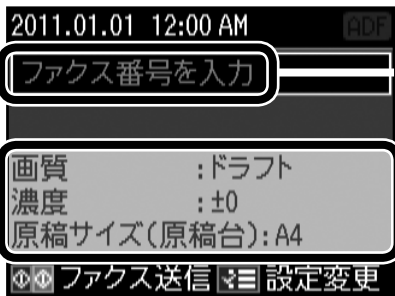 2011.01.01 12:00 AM ADF
ファクス番号を入力
画質 :ドラフト
濃度 :±0
原稿サイズ(原稿台): A4
ファクス送信 設定変更